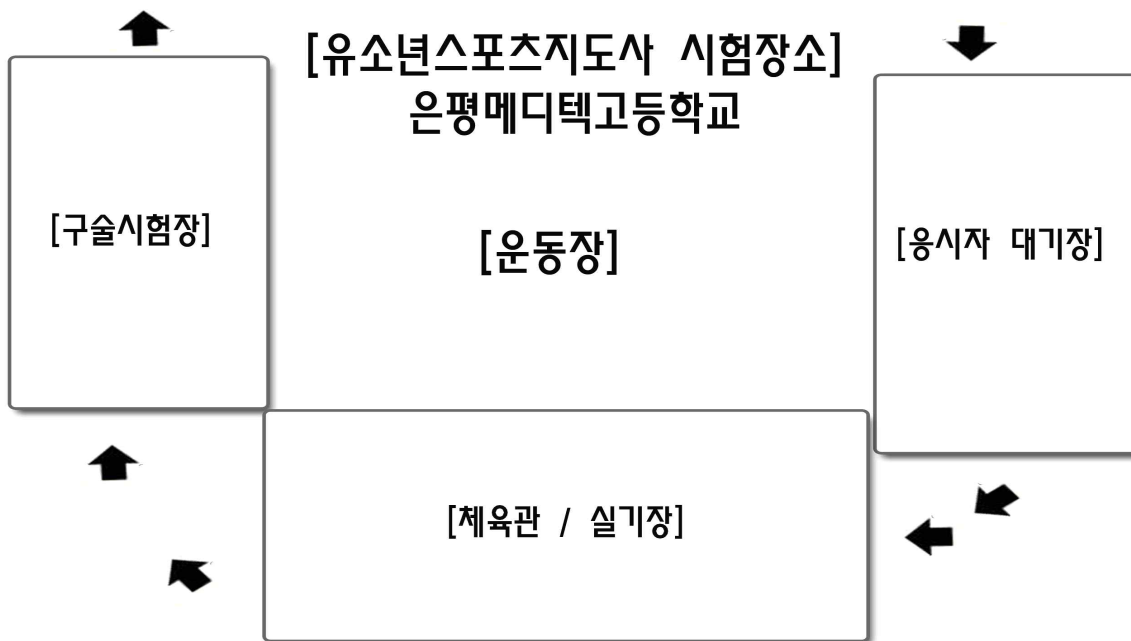 [유소년스포츠지도사 시험장소]
은평메디텍고등학교
[구술시험장]
[운동장]
[응시자 대기장]
[체육관 / 실기장]